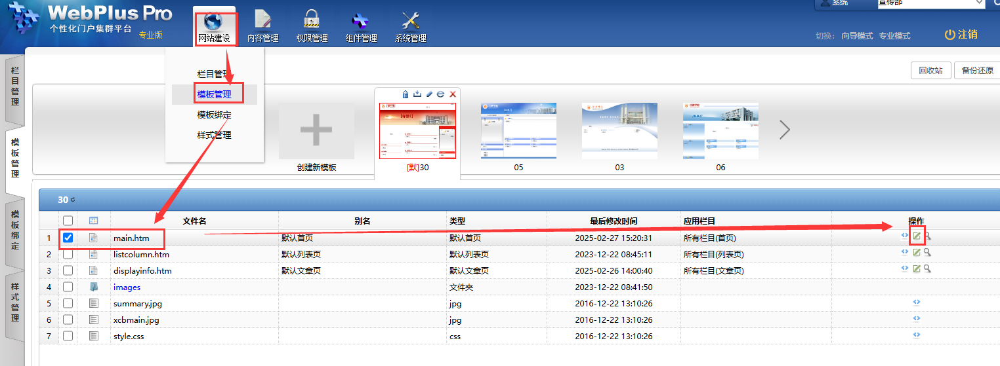 WebPlus Pro
个性化门户集群平台
专业版
网站建设
内容管理
权限管理
组件管理
系统管理
系统
宣传部
切换:
向导模式
专业模式
注销
栏目管理
模板管理
模板绑定
样式管理
栏目管理
模板管理
模板绑定
样式管理
回收站
备份还原
创建新模板
[默]30
05
03
06
30
文件名 别名 类型 最后修改时间 应用栏目 操作
1 main.htm 默认首页 默认首页 2025-02-27 15:20:31 所有栏目(首页)
2 listcolumn.htm 默认列表页 默认列表页 2023-12-22 08:45:11 所有栏目(列表页)
3 displayinfo.htm 默认文章页 默认文章页 2025-02-26 14:00:40 所有栏目(文章页)
4 images 文件夹 2023-12-22 08:41:50
5 summary.jpg jpg 2016-12-22 13:10:26
6 xcbmain.jpg jpg 2016-12-22 13:10:26
7 style.css css 2016-12-22 13:10:26